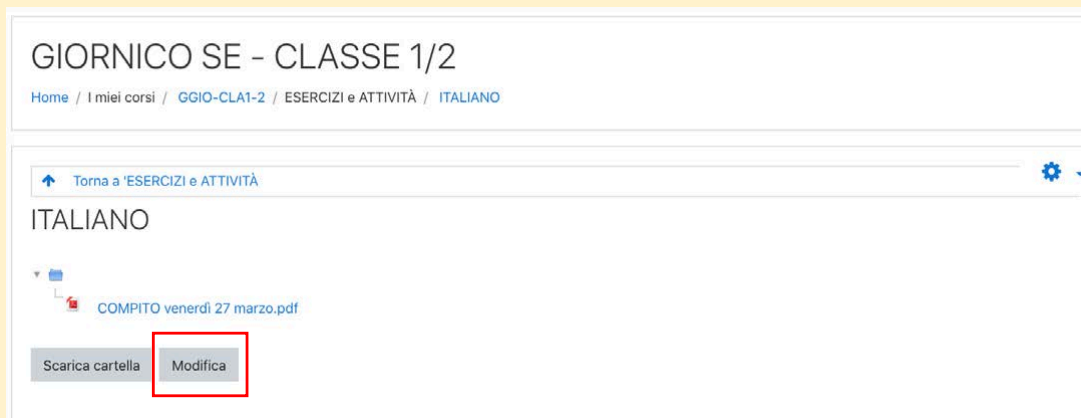 GIORNICO SE - CLASSE 1/2
Home / I miei corsi / GGIO-CLA1-2 / ESERCIZI e ATTIVITÀ / ITALIANO
Torna a 'ESERCIZI e ATTIVITÀ
ITALIANO
COMPITO venerdì 27 marzo.pdf
Scarica cartella Modifica